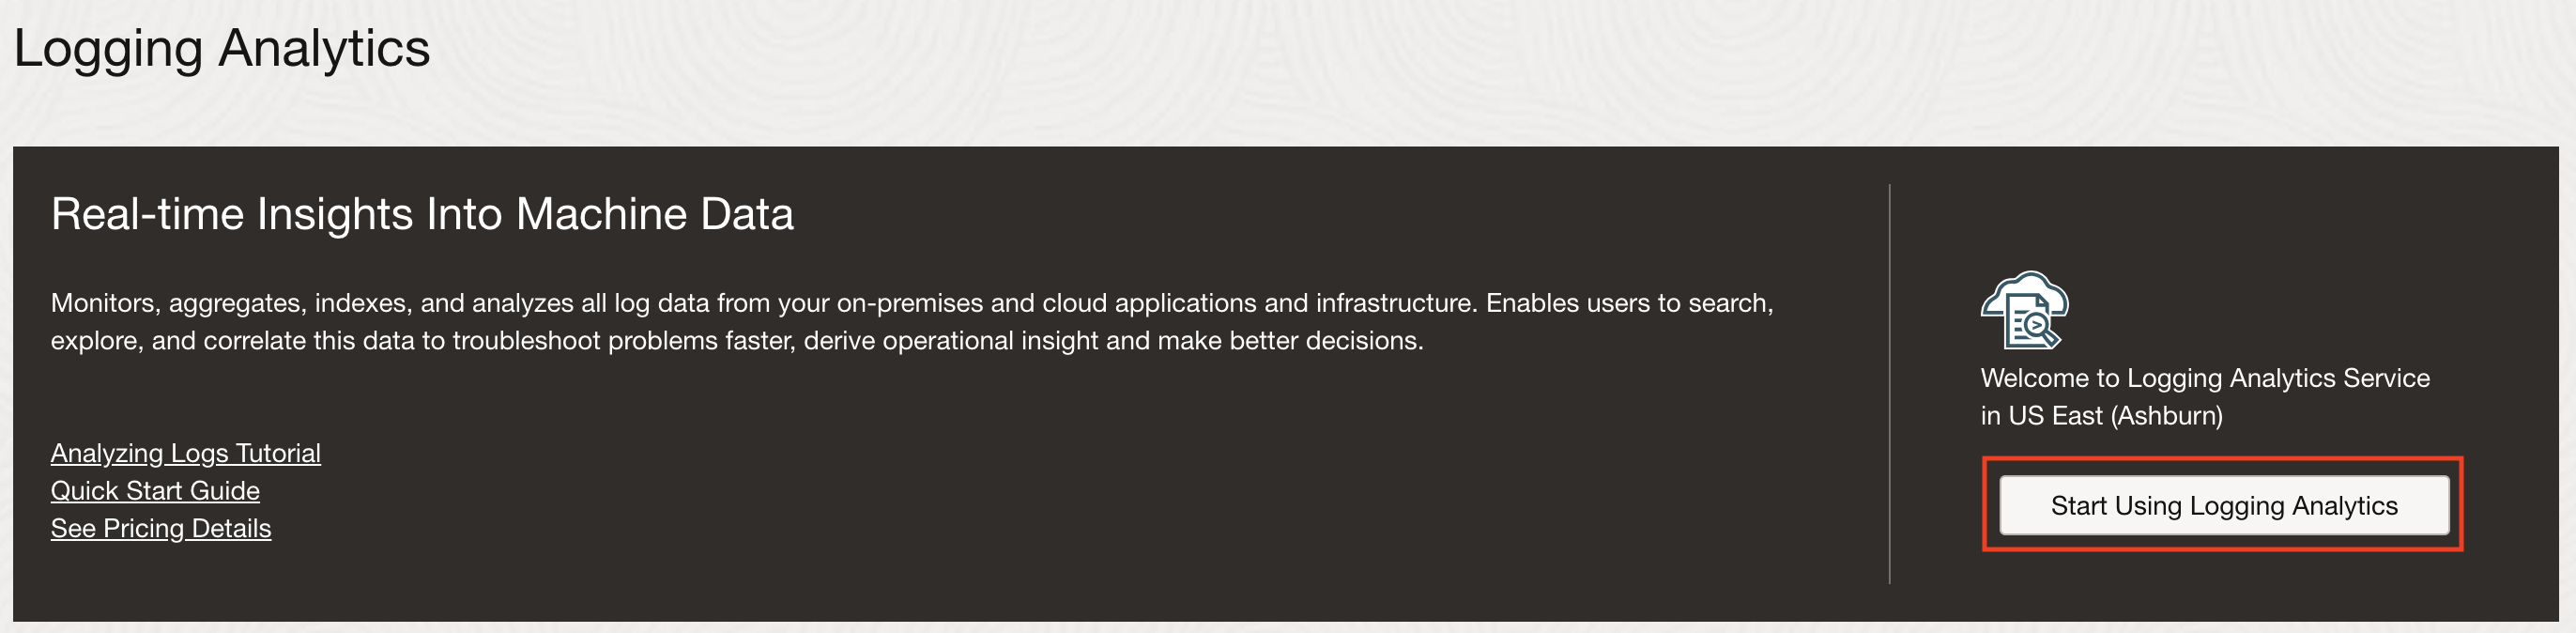 Logging Analytics
Real-time Insights Into Machine Data
Monitors, aggregates, indexes, and analyzes all log data from your on-premises and cloud applications and infrastructure. Enables users to search,
explore, and correlate this data to troubleshoot problems faster, derive operational insight and make better decisions.
Analyzing Logs Tutorial
Quick Start Guide
See Pricing Details
Welcome to Logging Analytics Service
in US East (Ashburn)
Start Using Logging Analytics